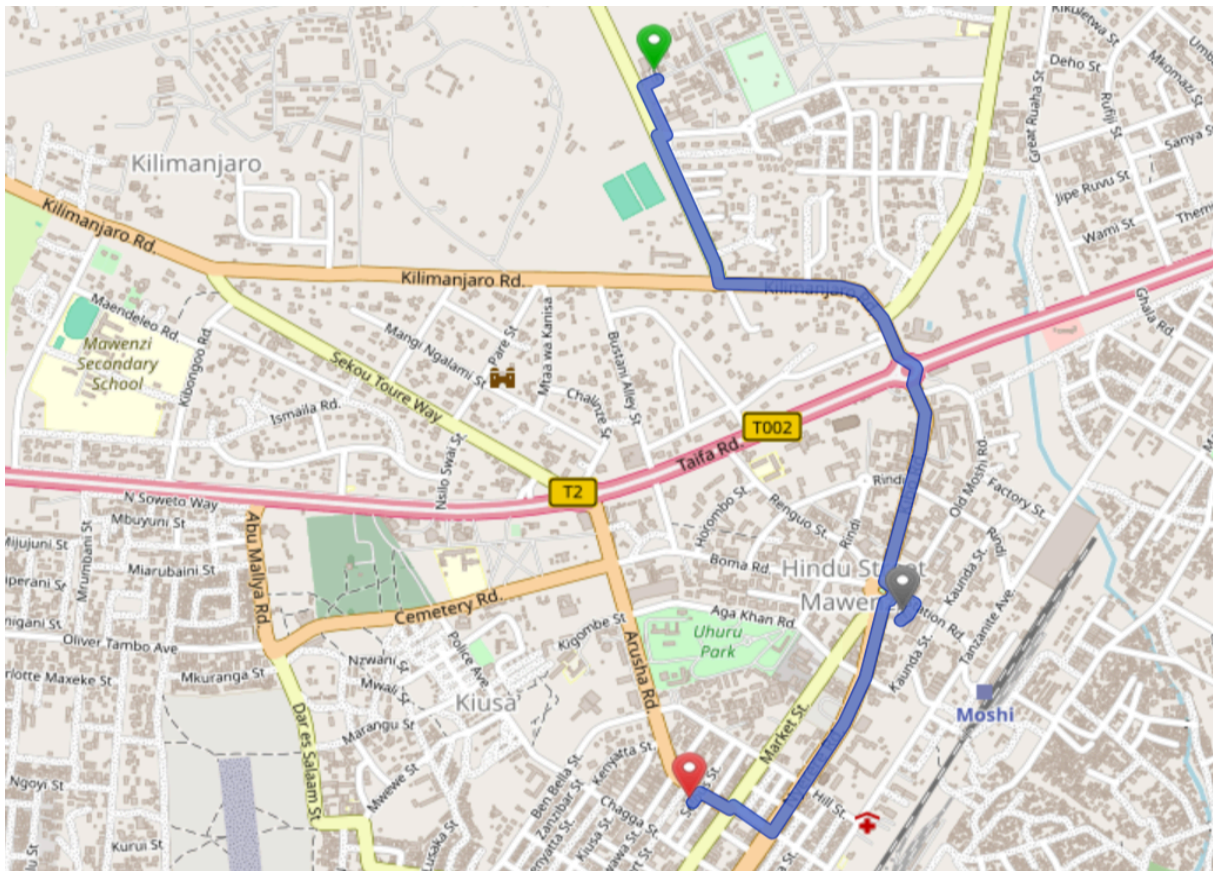 Kikuletwa St
Umba
Deho St
Mkomazi St
Rufiji St
Great Ruaha St
Sanya St
Kilimanjaro
Jipe Ruvu St
Wami St
Kilimanjaro Rd.
Kilimanjaro Rd.
Kilimanjaro
Ghala Rd.
Maendeleo Rd.
Mawenzi
Secondary
School
Kiborigoo Rd.
Mangi Ngalami St
Pare St
Mtaa wa Kanisa
Bustani Alley St
Sekou Toure Way
Chalinze St
Ismaila Rd.
T002
Taifa Rd.
Nsilo Swai St
T2
N Soweto Way
Rindi
Old Moshi Rd
Factory St
Mbuyuni St
Mijujuni St
Mumbani St
Abu Mallya Rd
Horombo St
Renguo St
Rindi
Rindi
Miarubaini St
Boma Rd.
Hindu Street
Kaunda St.
Cemetery Rd.
Aga Khan Rd.
Tanzanite Ave.
Oliver Tambo Ave
Kigombe St
Arusha Rd.
Uhuru
Park
Mkuranga St
Nzwani St
Police Ave
Kaunda St.
Mwali St
Kiusa
Moshi
Marangu St
Market St.
Dar es Salaam St
Mwewe St
Kenyatta St.
Ben Bella St
Zanzibar St
Ngoyi St
Chagga St
Kiusa St
Hill St.
Kurui St